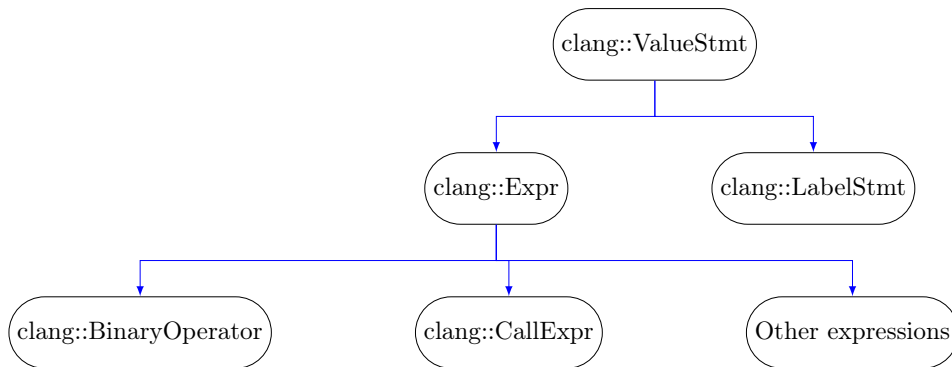 clang::ValueStmt
clang::Expr
clang::LabelStmt
clang::BinaryOperator
clang::CallExpr
Other expressions